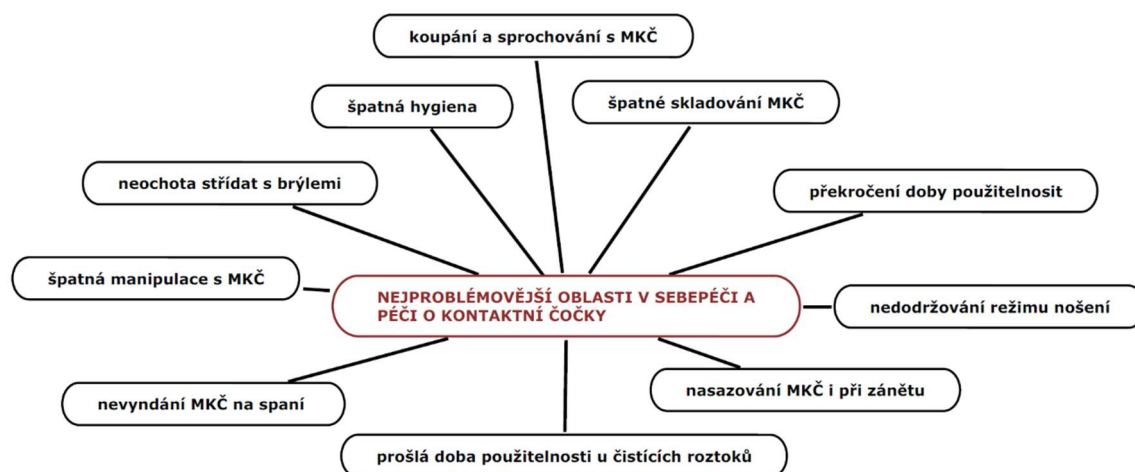 koupání a sprochování s MKČ
špatná hygiena
špatné skladování MKČ
neochota střídat s brýlemi
překročení doby použitelnosit
špatná manipulace s MKČ
NEJPROBLÉMOVĚJŠÍ OBLASTI V SEBEPÉČI A
PÉČI O KONTAKTNÍ ČOČKY
nedodržování režimu nošení
nevyndání MKČ na spaní
nasazování MKČ i při zánětu
prošlá doba použitelnosti u čistících roztoků